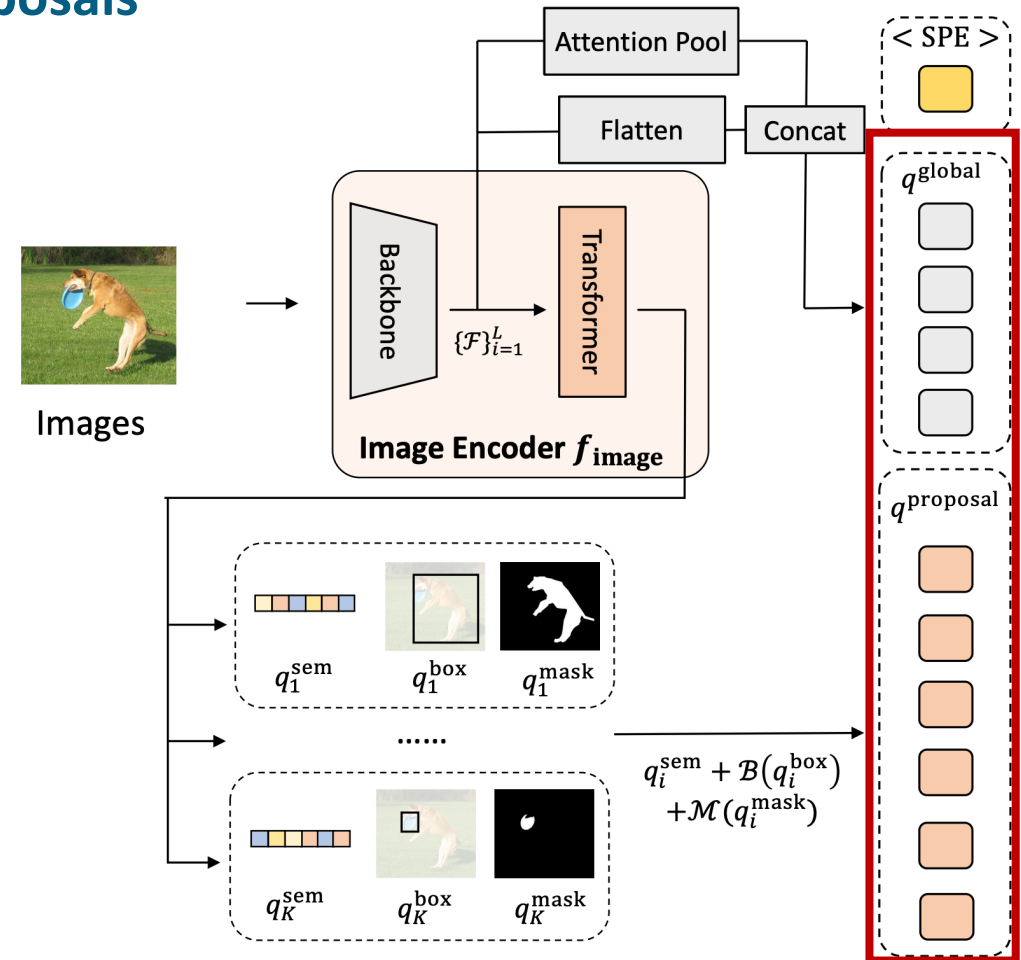 posals
Attention Pool
< SPE >
Flatten
Concat
q^global
Backbone
Transformer
{ℱ}_{i=1}^{L}
Images
Image Encoder f_image
q^proposal
q_1^sem
q_1^box
q_1^mask
......
q_i^sem + ℬ(q_i^box)
+ℳ(q_i^mask)
q_K^sem
q_K^box
q_K^mask